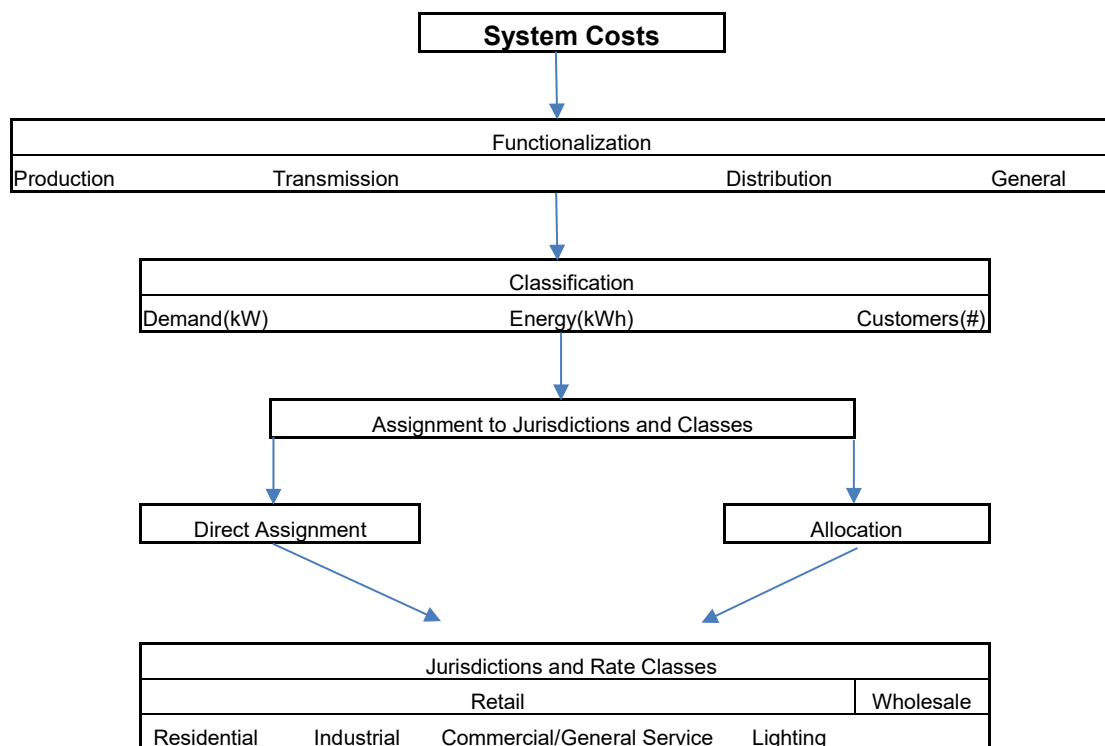 System Costs
Functionalization
Production Transmission Distribution General
Classification
Demand(kW) Energy(kWh) Customers(#)
Assignment to Jurisdictions and Classes
Direct Assignment Allocation
Jurisdictions and Rate Classes
Retail Wholesale
Residential Industrial Commercial/General Service Lighting